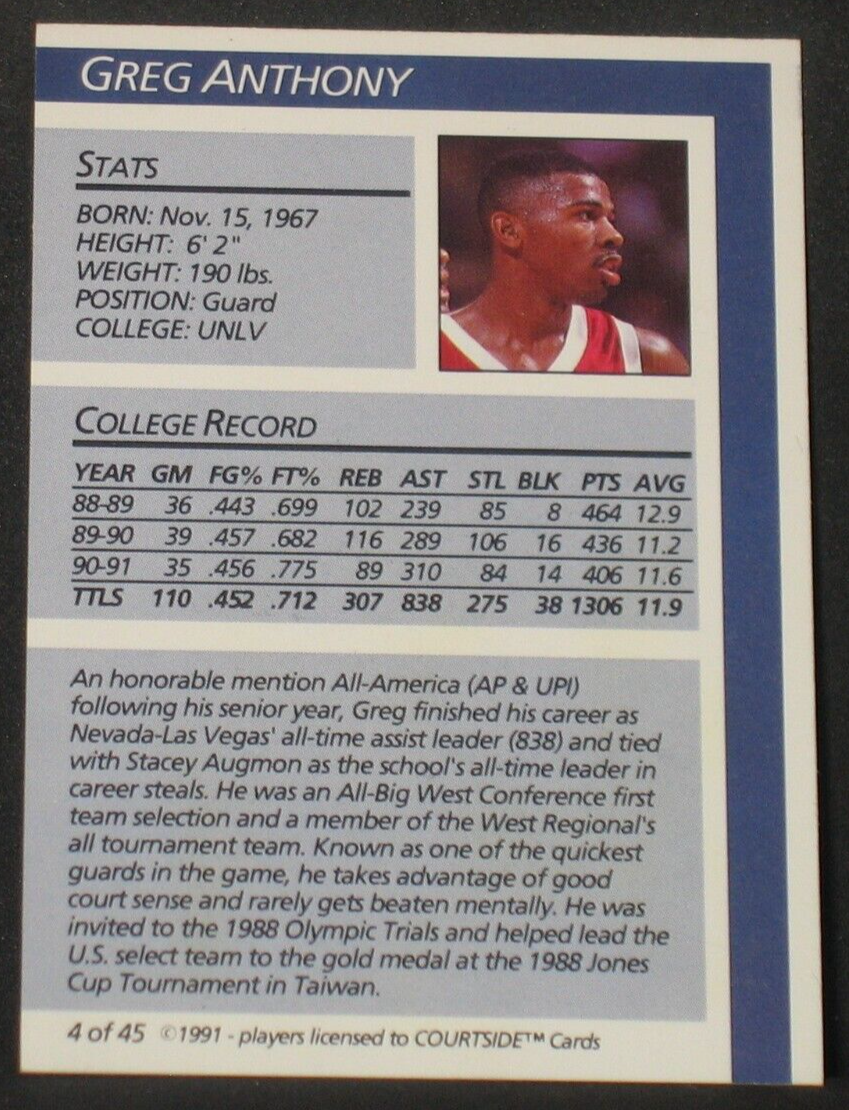 GREG ANTHONY
STATS
BORN: Nov. 15, 1967
HEIGHT: 6' 2"
WEIGHT: 190 lbs.
POSITION: Guard
COLLEGE: UNLV
COLLEGE RECORD
YEAR GM FG% FT% REB AST STL BLK PTS AVG
88-89 36 .443 .699 102 239 85 8 464 12.9
89-90 39 .457 .682 116 289 106 16 436 11.2
90-91 35 .456 .775 89 310 84 14 406 11.6
TTLS 110 .452 .712 307 838 275 38 1306 11.9
An honorable mention All-America (AP & UPI)
following his senior year, Greg finished his career as
Nevada-Las Vegas' all-time assist leader (838) and tied
with Stacey Augmon as the school's all-time leader in
career steals. He was an All-Big West Conference first
team selection and a member of the West Regional's
all tournament team. Known as one of the quickest
guards in the game, he takes advantage of good
court sense and rarely gets beaten mentally. He was
invited to the 1988 Olympic Trials and helped lead the
U.S. select team to the gold medal at the 1988 Jones
Cup Tournament in Taiwan.
4 of 45 ©1991 - players licensed to COURTSIDE™ Cards